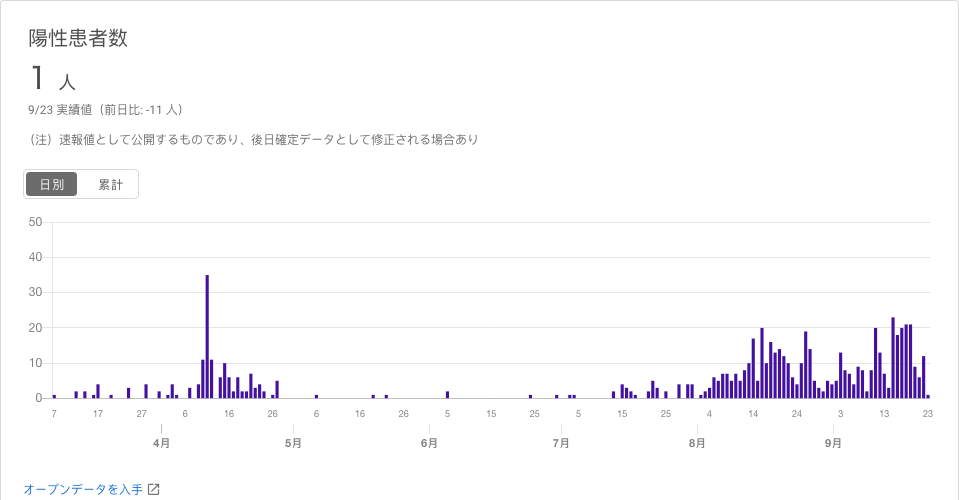 陽性患者数
1 人
9/23 実績値（前日比: -11 人）
（注）速報値として公開するものであり、後日確定データとして修正される場合あり
日別 累計
50
40
30
20
10
0
7 17 27 6 16 26 6 16 26 5 15 25 5 15 25 4 14 24 3 13 23
4月 5月 6月 7月 8月 9月
オープンデータを入手